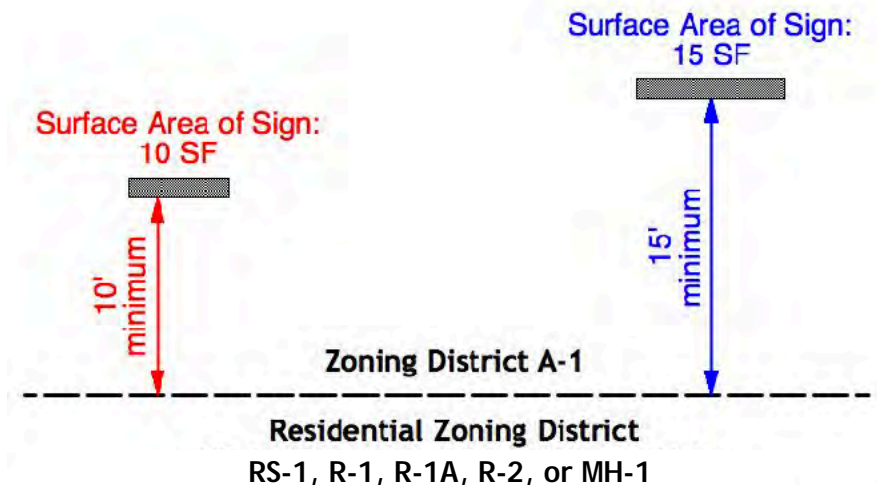 Surface Area of Sign:
15 SF
Surface Area of Sign:
10 SF
10'
minimum
15'
minimum
Zoning District A-1
Residential Zoning District
RS-1, R-1, R-1A, R-2, or MH-1